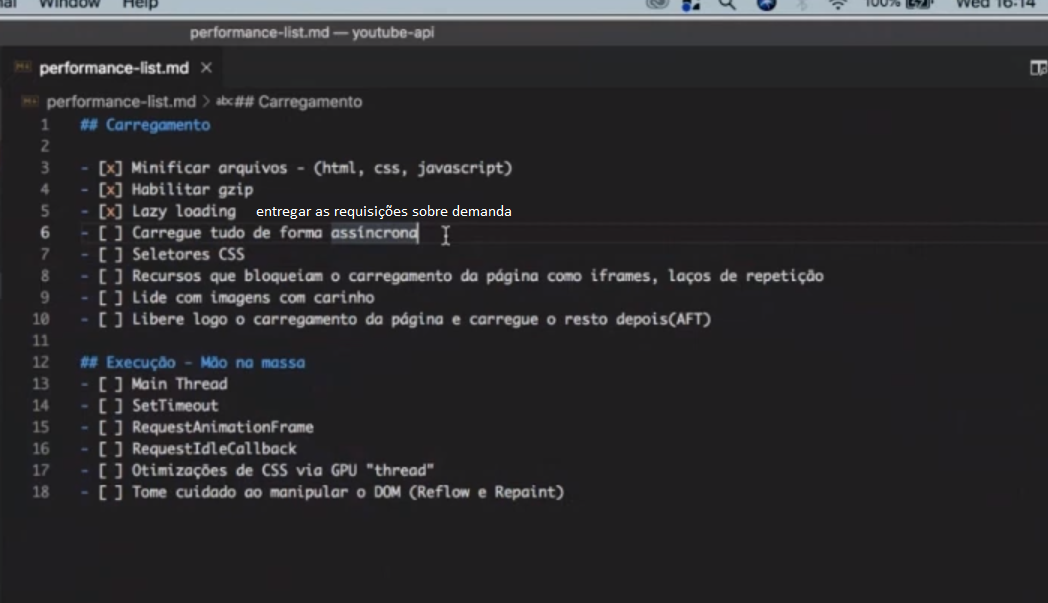 Window Help 100% Wed 16:14
performance-list.md — youtube-api
performance-list.md ×
performance-list.md > abc ## Carregamento
1 ## Carregamento
2
3 - [x] Minificar arquivos - (html, css, javascript)
4 - [x] Habilitar gzip
5 - [x] Lazy loading entregar as requisições sobre demanda
6 - [ ] Carregue tudo de forma assíncrona
7 - [ ] Seletores CSS
8 - [ ] Recursos que bloqueiam o carregamento da página como iframes, laços de repetição
9 - [ ] Lide com imagens com carinho
10 - [ ] Libere logo o carregamento da página e carregue o resto depois(AFT)
11
12 ## Execução - Mão na massa
13 - [ ] Main Thread
14 - [ ] SetTimeout
15 - [ ] RequestAnimationFrame
16 - [ ] RequestIdleCallback
17 - [ ] Otimizações de CSS via GPU "thread"
18 - [ ] Tome cuidado ao manipular o DOM (Reflow e Repaint)